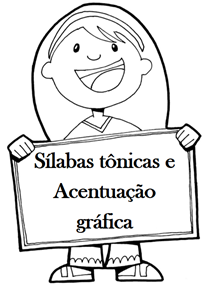 Sílabas tônicas e
Acentuação
gráfica